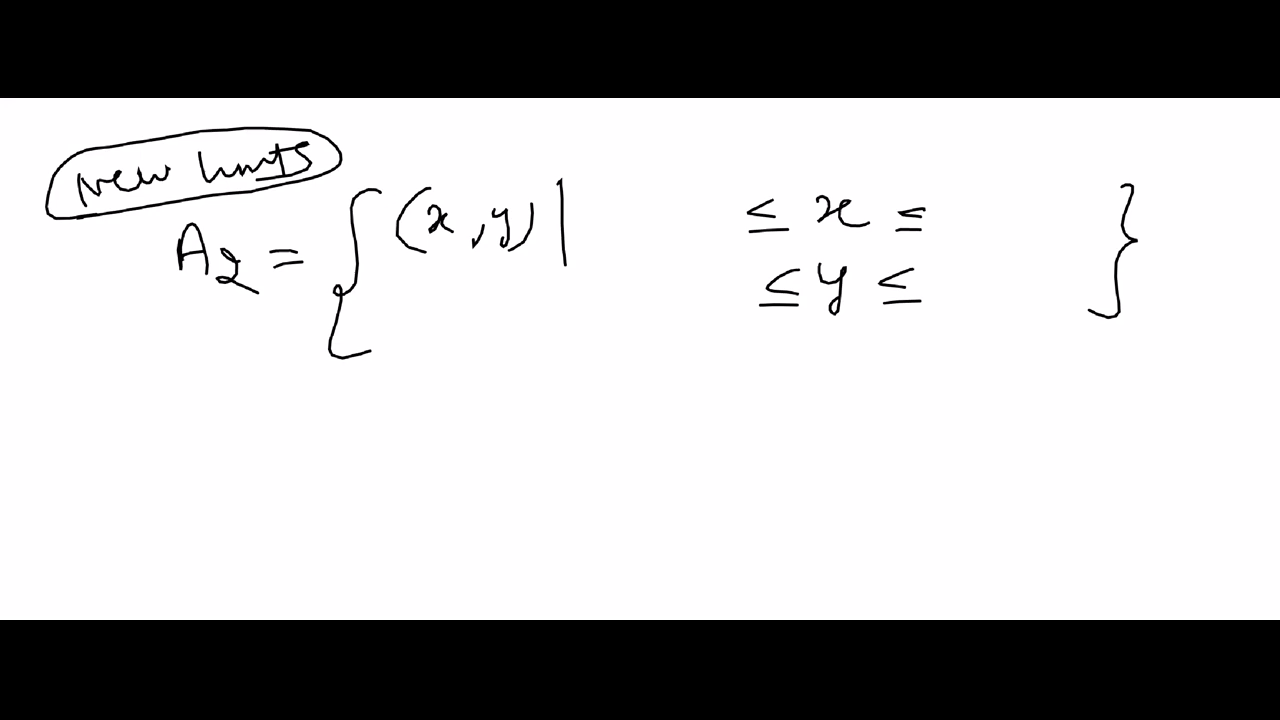 New limits
A₂ = { (x, y) | ≤ x ≤ }
≤ y ≤